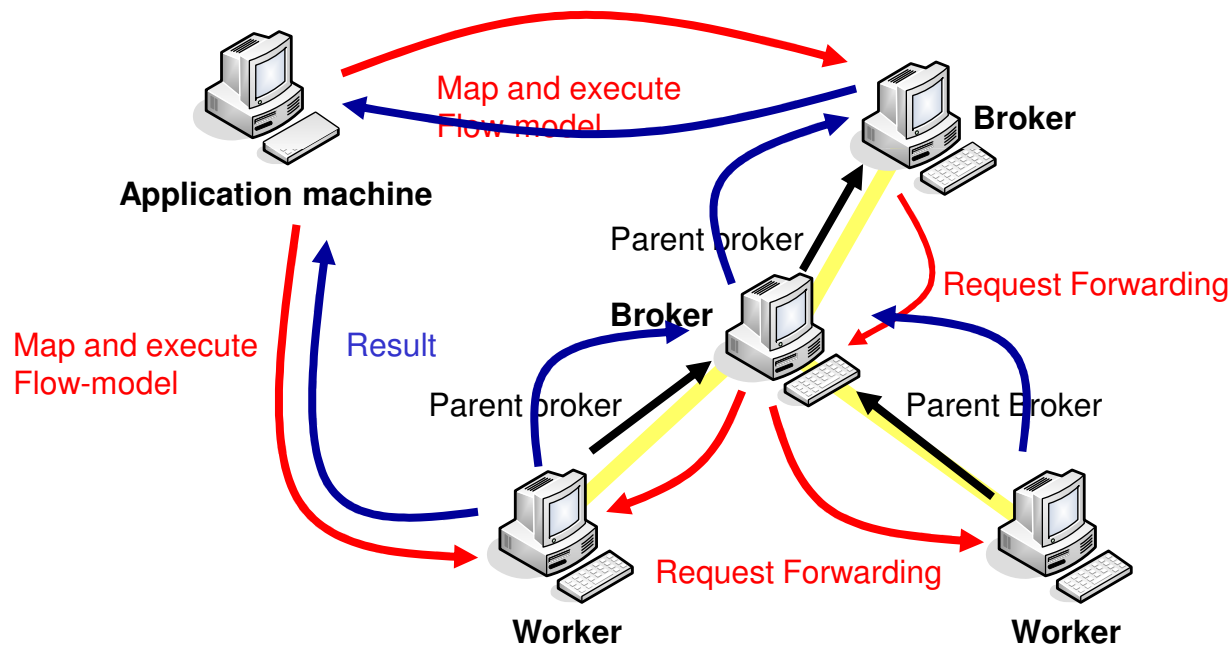 Map and execute
Flow-model
Broker
Application machine
Parent broker
Request Forwarding
Broker
Map and execute
Flow-model
Result
Parent broker
Parent Broker
Request Forwarding
Worker
Worker